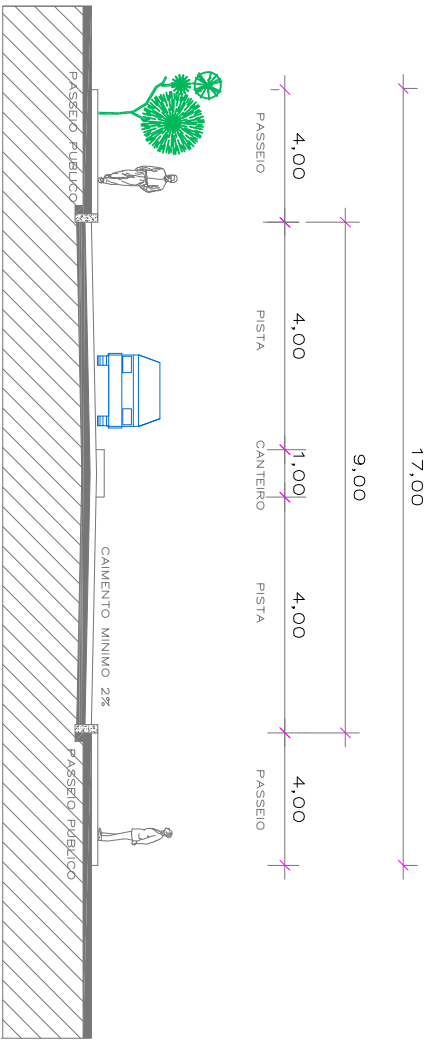 17,00
9,00
4,00
4,00
1,00
4,00
4,00
PASSEIO
PISTA
CANTEIRO
PISTA
PASSEIO
CAIMENTO MINIMO 2%
PASSEIO PUBLICO
PASSEIO PUBLICO